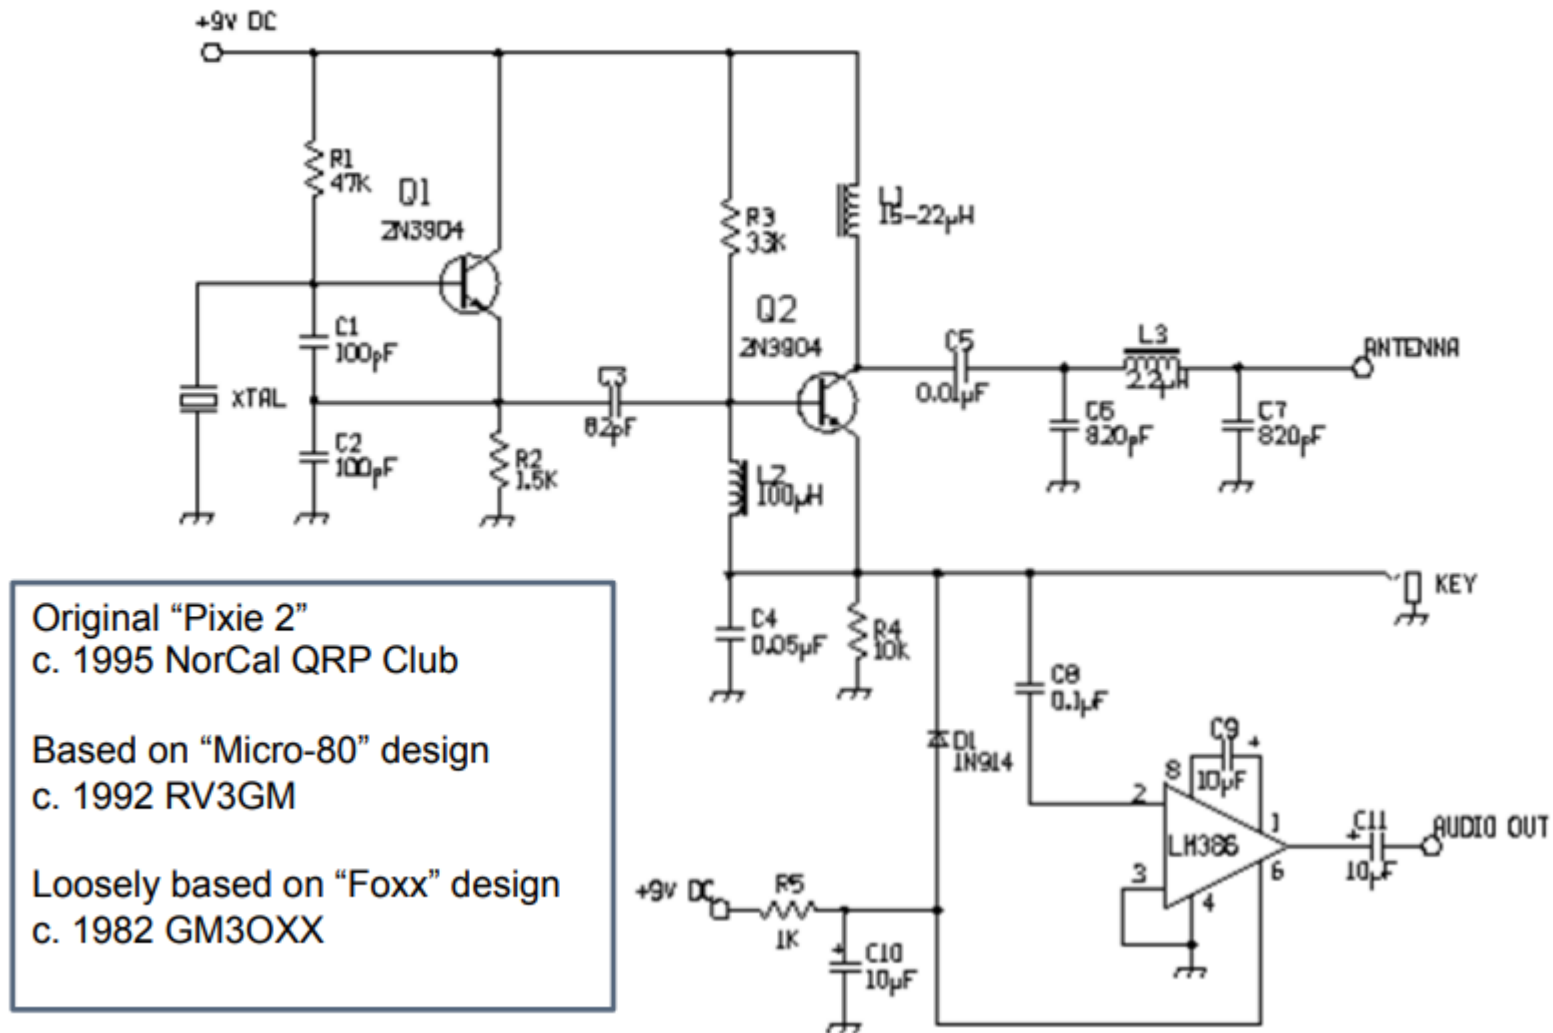 +9V DC
R1
47K
Q1
2N3904
XTAL
C1
100pF
C2
100pF
R2
1.5K
C3
82pF
R3
33K
L1
15-22µH
Q2
2N3904
L2
100µH
C5
0.01µF
L3
2.2µH
ANTENNA
C6
820pF
C7
820pF
KEY
C4
0.05µF
R4
10K
D1
1N914
C8
0.1µF
C9
+
10µF
8
2
3
LM386
4
1
6
+
C11
10µF
AUDIO OUT
+9V DC
R5
1K
+
C10
10µF
Original “Pixie 2”
c. 1995 NorCal QRP Club
Based on “Micro-80” design
c. 1992 RV3GM
Loosely based on “Foxx” design
c. 1982 GM3OXX